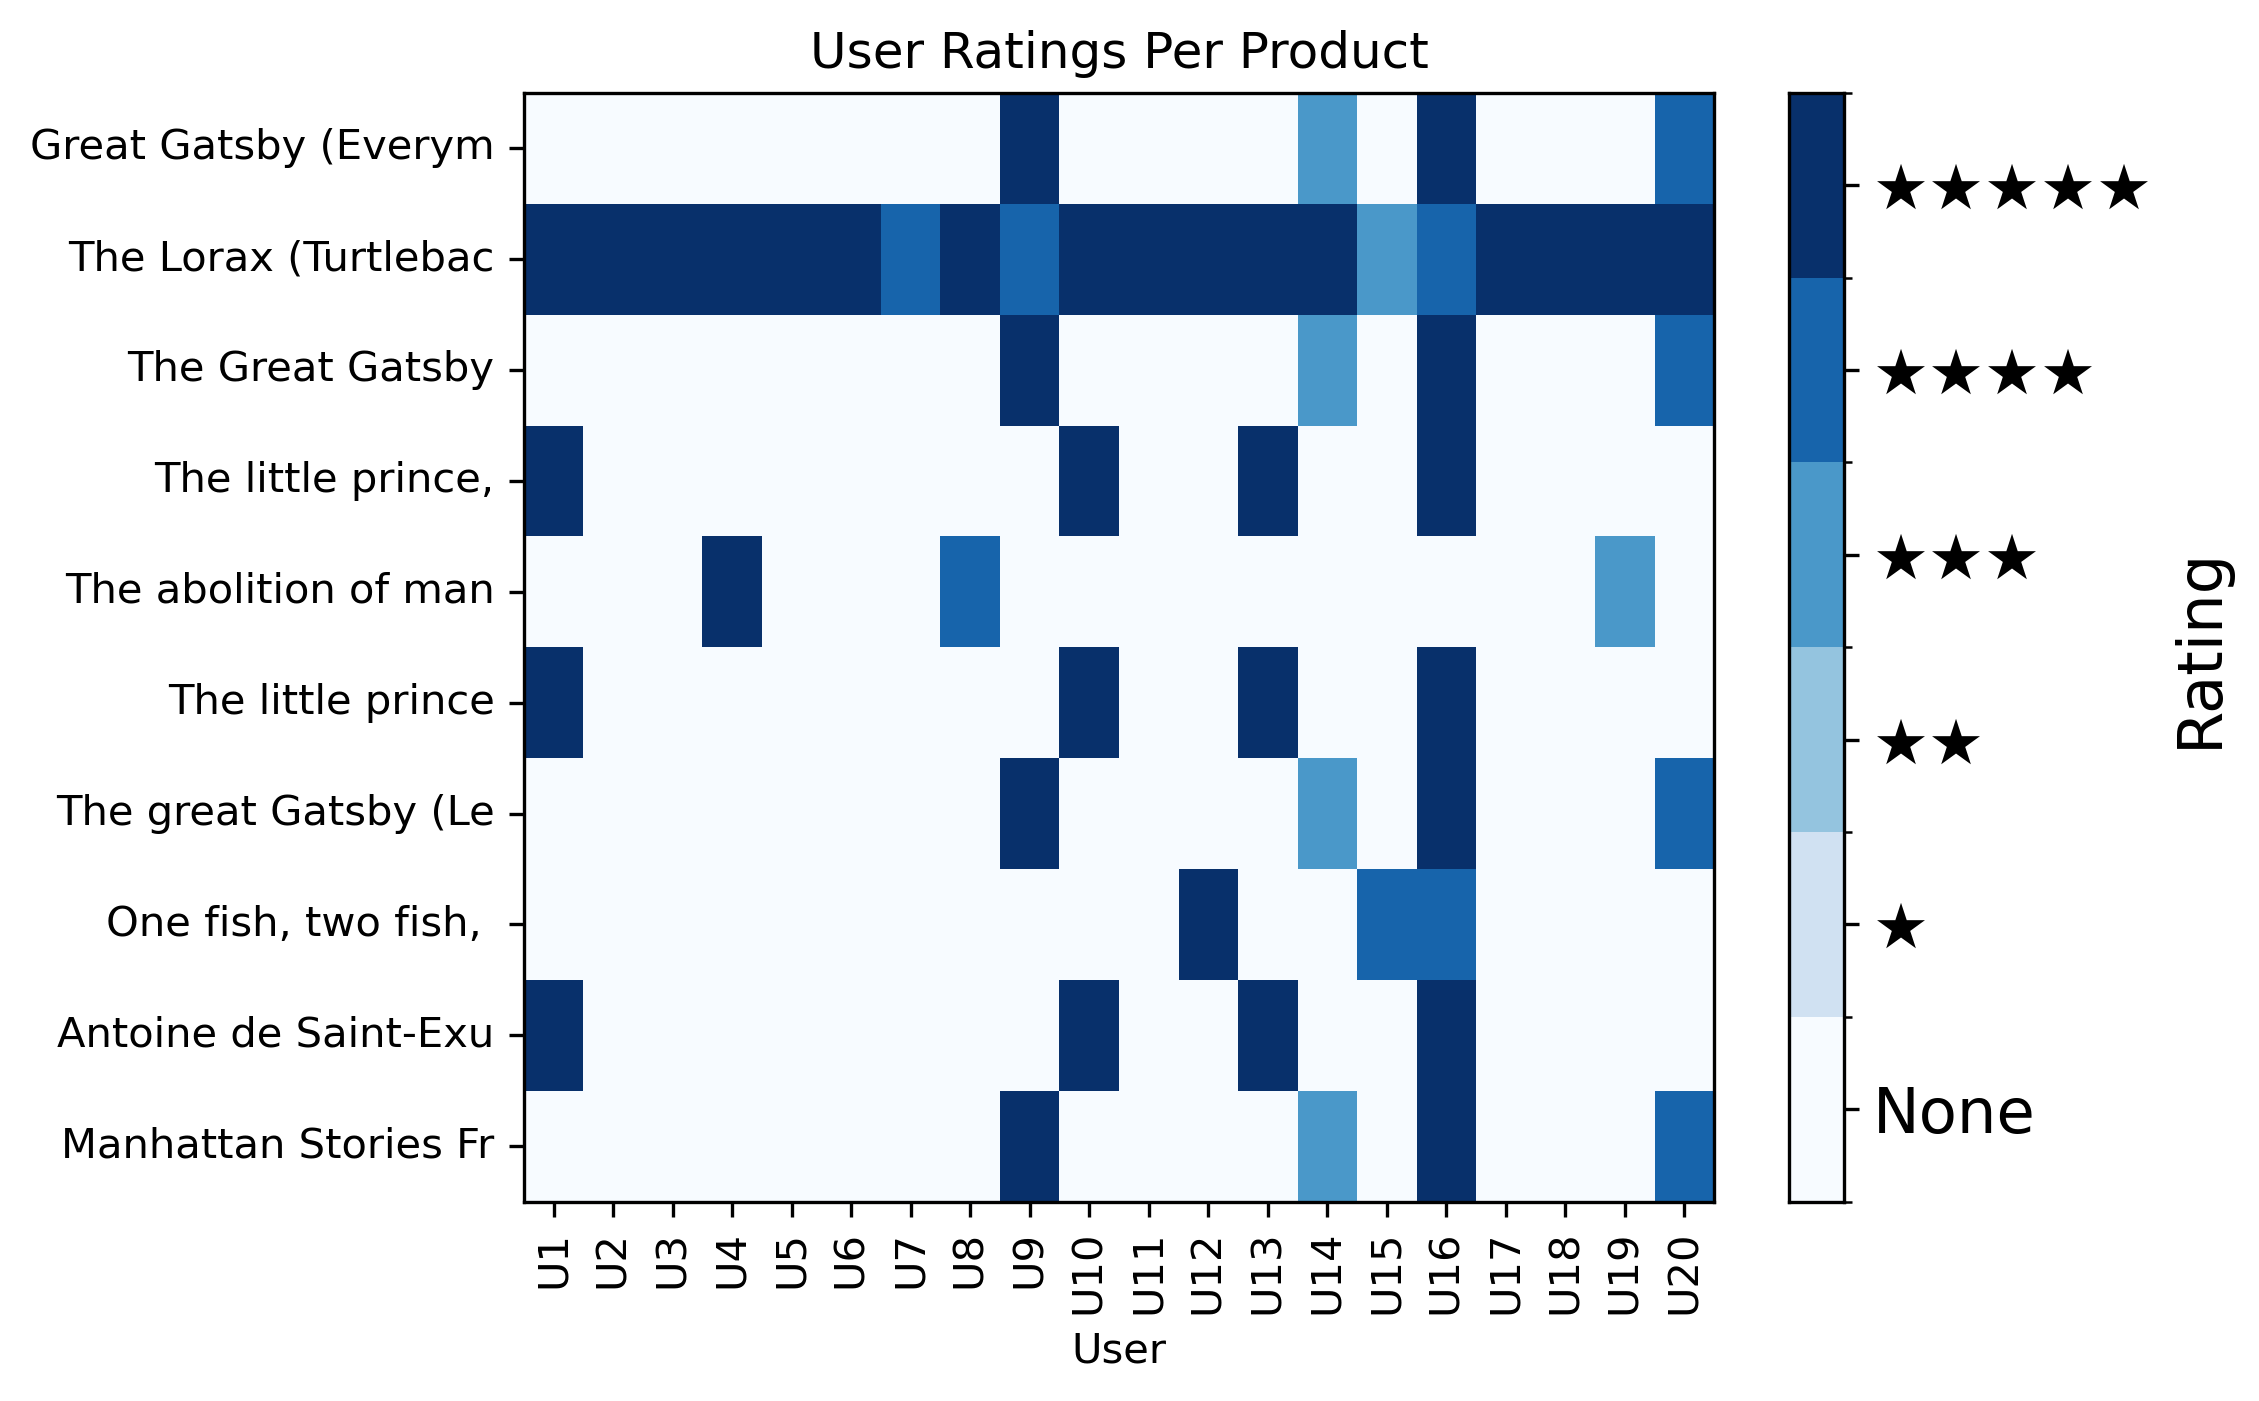 User Ratings Per Product
Great Gatsby (Everym
The Lorax (Turtlebac
The Great Gatsby
The little prince,
The abolition of man
The little prince
The great Gatsby (Le
One fish, two fish,
Antoine de Saint-Exu
Manhattan Stories Fr
U1
U2
U3
U4
U5
U6
U7
U8
U9
U10
U11
U12
U13
U14
U15
U16
U17
U18
U19
U20
User
★★★★★
★★★★
★★★
★★
★
None
Rating